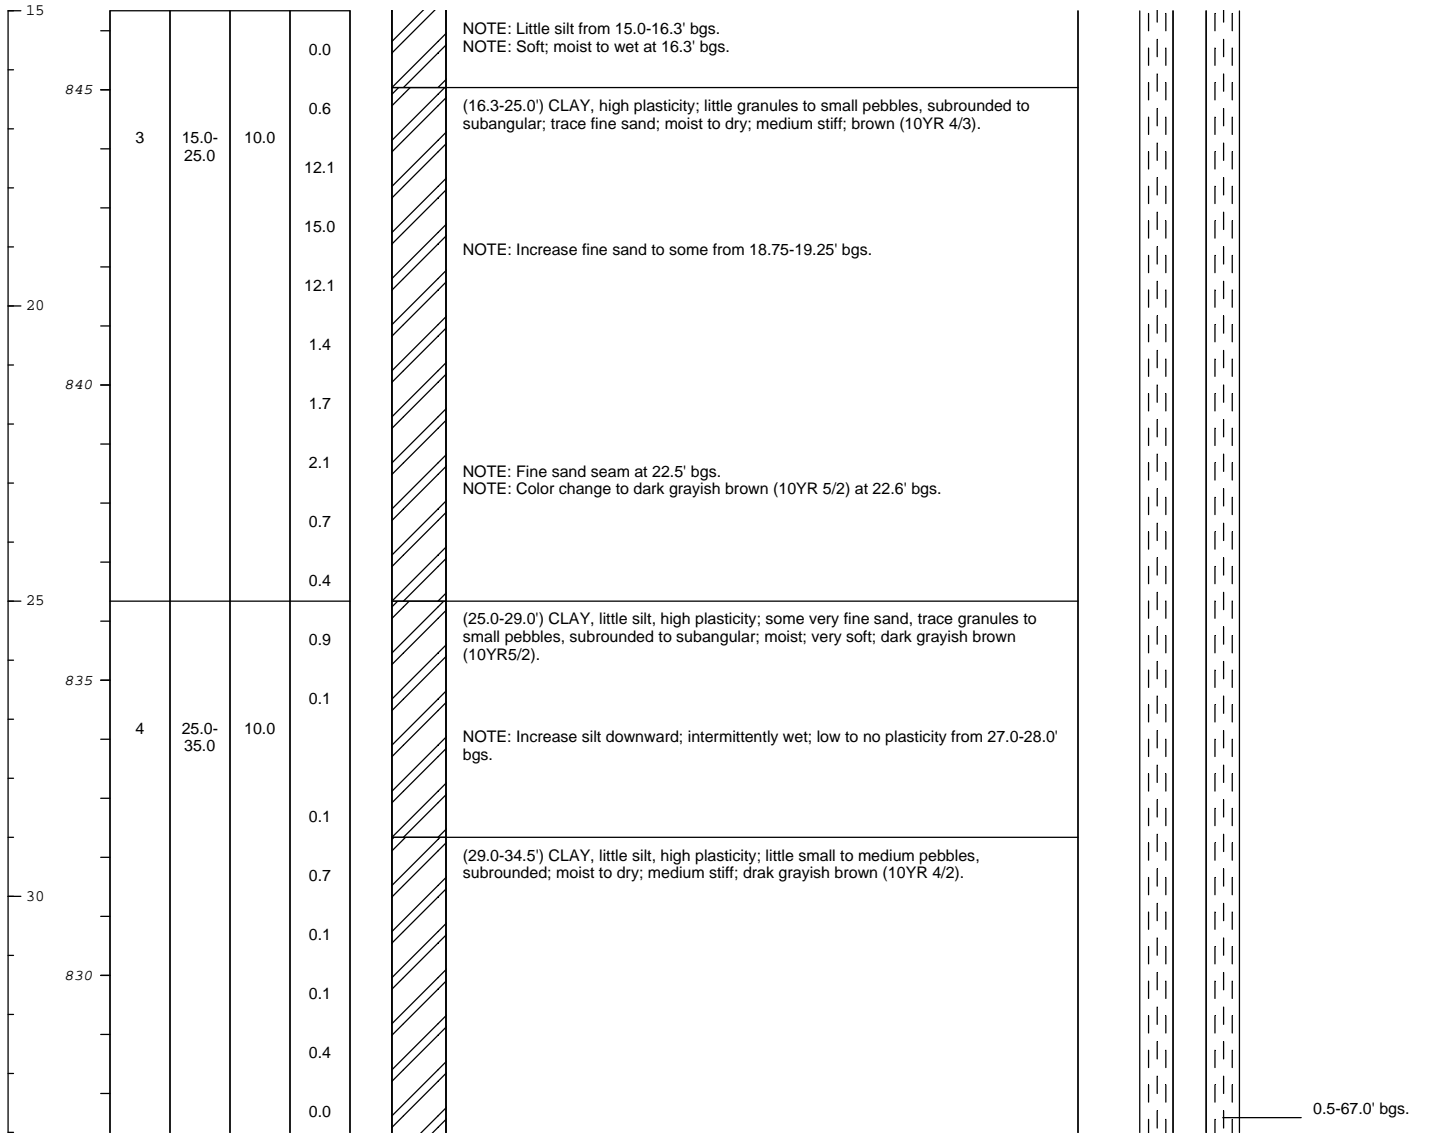 15
NOTE: Little silt from 15.0-16.3' bgs.
0.0
NOTE: Soft; moist to wet at 16.3' bgs.
845
(16.3-25.0') CLAY, high plasticity; little granules to small pebbles, subrounded to
0.6
subangular; trace fine sand; moist to dry; medium stiff; brown (10YR 4/3).
3 15.0- 10.0
25.0
12.1
15.0
NOTE: Increase fine sand to some from 18.75-19.25' bgs.
12.1
20
1.4
840
1.7
2.1
NOTE: Fine sand seam at 22.5' bgs.
NOTE: Color change to dark grayish brown (10YR 5/2) at 22.6' bgs.
0.7
0.4
25
(25.0-29.0') CLAY, little silt, high plasticity; some very fine sand, trace granules to
0.9
small pebbles, subrounded to subangular; moist; very soft; dark grayish brown
(10YR5/2).
835
0.1
4 25.0- 10.0
35.0
NOTE: Increase silt downward; intermittently wet; low to no plasticity from 27.0-28.0'
bgs.
0.1
(29.0-34.5') CLAY, little silt, high plasticity; little small to medium pebbles,
0.7
subrounded; moist to dry; medium stiff; drak grayish brown (10YR 4/2).
30
0.1
830
0.1
0.4
0.0
0.5-67.0' bgs.